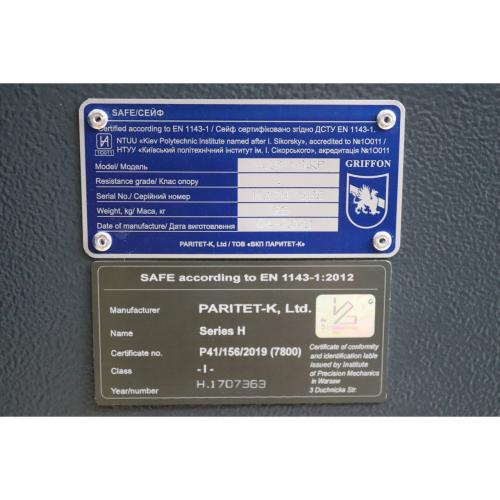 SAFE/СЕЙФ
Certified according to EN 1143-1 / Сейф сертифіковано згідно ДСТУ EN 1143-1.
NTUU «Kiev Polytechnic Institute named after I. Sikorsky», accredited to №1О011 /
НТУУ «Київський політехнічний інститут ім. І. Сікорського», акредитація №1О011
1О011
Model/ Модель
GRIFFON
Resistance grade/ Клас опору
Serial No./ Серійний номер
Weight, kg/ Маса, кг
Date of manufacture/ Дата виготовлення
PARITET-K, Ltd / ТОВ «ВКП ПАРИТЕТ-К»
SAFE according to EN 1143-1:2012
Manufacturer PARITET-K, Ltd.
Name Series H
Certificate no. P41/156/2019 (7800)
Class - I -
Year/number H.1707363
Certificate of conformity
and identification lable
issued by Institute
of Precision Mechanics
in Warsaw
3 Duchnicka Str.